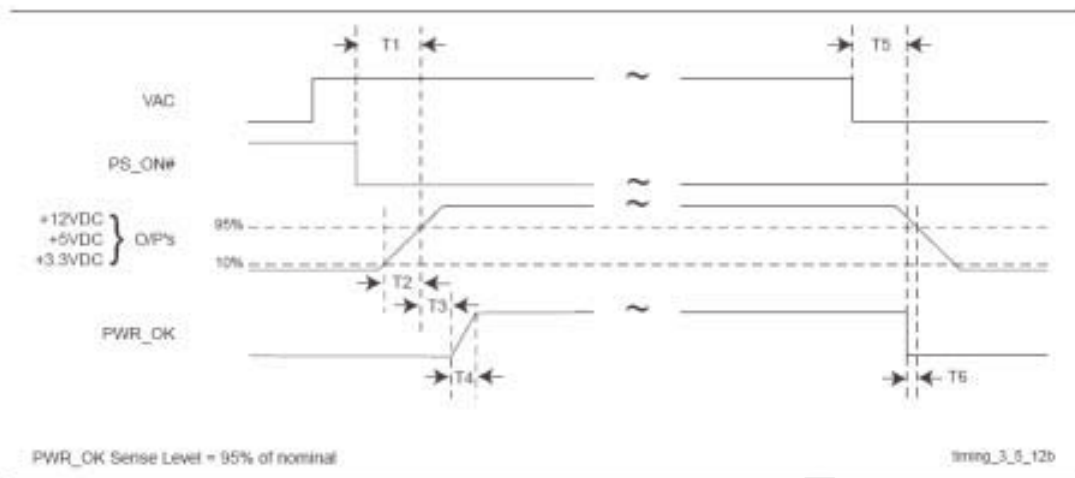 T1
T5
VAC
~
PS_ON#
~
+12VDC
+5VDC
+3.3VDC
} O/P's
95%
10%
~
T2
T3
PWR_OK
~
T4
T6
PWR_OK Sense Level = 95% of nominal
timing_3_5_12b